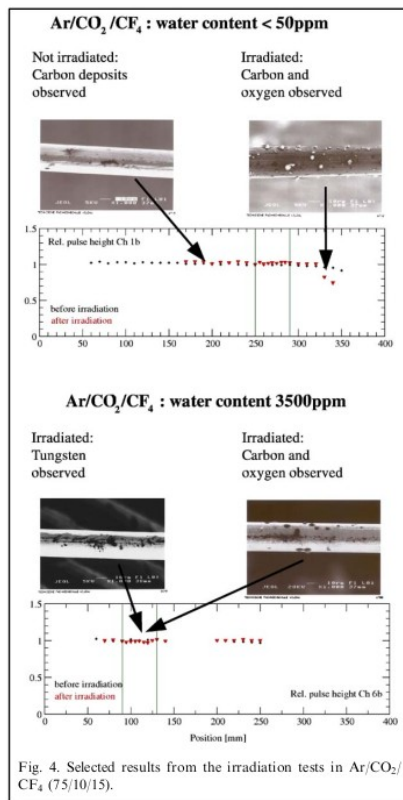 Ar/CO2/CF4 : water content < 50ppm
Not irradiated:
Carbon deposits
observed
Irradiated:
Carbon and
oxygen observed
1.5
Rel. pulse height Ch 1b
1
0.5
before irradiation
after irradiation
0
0 50 100 150 200 250 300 350 400
Ar/CO2/CF4 : water content 3500ppm
Irradiated:
Tungsten
observed
Irradiated:
Carbon and
oxygen observed
1.5
1
0.5
before irradiation
after irradiation
Rel. pulse height Ch 6b
0
0 50 100 150 200 250 300 350 400
Position [mm]
Fig. 4. Selected results from the irradiation tests in Ar/CO2/
CF4 (75/10/15).